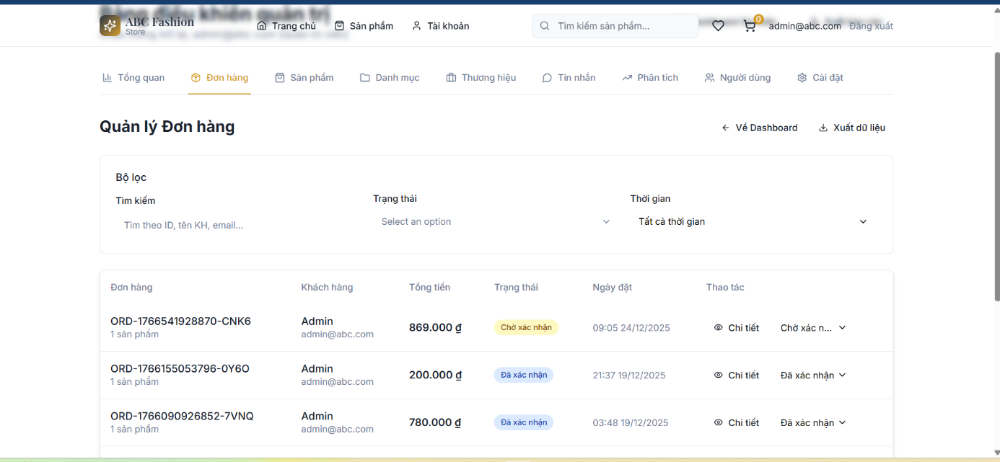 Bảng điều khiển quản trị
ABC Fashion
Store
Trang chủ
Sản phẩm
Tài khoản
Tìm kiếm sản phẩm...
0
admin@abc.com
Đăng xuất
Tổng quan
Đơn hàng
Sản phẩm
Danh mục
Thương hiệu
Tin nhắn
Phân tích
Người dùng
Cài đặt
Quản lý Đơn hàng
Về Dashboard
Xuất dữ liệu
Bộ lọc
Tìm kiếm
Trạng thái
Thời gian
Tìm theo ID, tên KH, email...
Select an option
Tất cả thời gian
Đơn hàng
Khách hàng
Tổng tiền
Trạng thái
Ngày đặt
Thao tác
ORD-1766541928870-CNK6
1 sản phẩm
Admin
admin@abc.com
869.000 ₫
Chờ xác nhận
09:05 24/12/2025
Chi tiết
Chờ xác n...
ORD-1766155053796-0Y6O
1 sản phẩm
Admin
admin@abc.com
200.000 ₫
Đã xác nhận
21:37 19/12/2025
Chi tiết
Đã xác nhận
ORD-1766090926852-7VNQ
1 sản phẩm
Admin
admin@abc.com
780.000 ₫
Đã xác nhận
03:48 19/12/2025
Chi tiết
Đã xác nhận